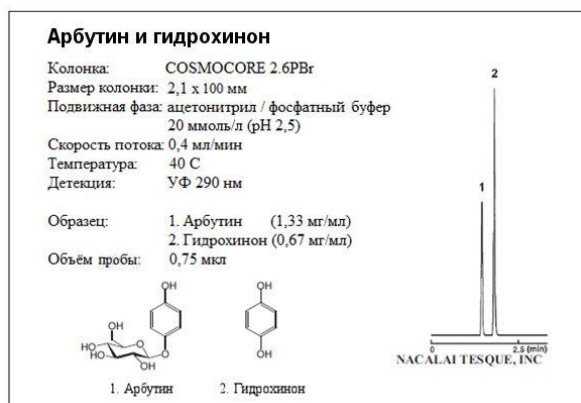 Арбутин и гидрохинон
Колонка: COSMOCORE 2.6PBr
Размер колонки: 2,1 x 100 мм
Подвижная фаза: ацетонитрил / фосфатный буфер
20 ммоль/л (pH 2,5)
Скорость потока: 0,4 мл/мин
Температура: 40 С
Детекция: УФ 290 нм
Образец: 1. Арбутин (1,33 мг/мл)
2. Гидрохинон (0,67 мг/мл)
Объём пробы: 0,75 мкл
OH
OH
OH
O
HO
HO
OH
O
OH
1. Арбутин
2. Гидрохинон
2
1
0
2.5 (min)
NACALAI TESQUE, INC